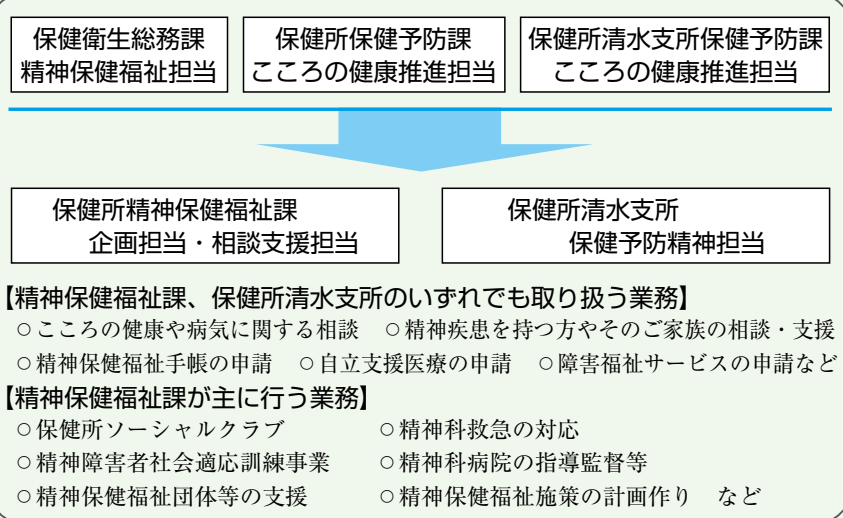 保健衛生総務課
精神保健福祉担当
保健所保健予防課
こころの健康推進担当
保健所清水支所保健予防課
こころの健康推進担当
保健所精神保健福祉課
企画担当・相談支援担当
保健所清水支所
保健予防精神担当
【精神保健福祉課、保健所清水支所のいずれでも取り扱う業務】
○こころの健康や病気に関する相談　○精神疾患を持つ方やそのご家族の相談・支援
○精神保健福祉手帳の申請　○自立支援医療の申請　○障害福祉サービスの申請など
【精神保健福祉課が主に行う業務】
○保健所ソーシャルクラブ　○精神科救急の対応
○精神障害者社会適応訓練事業　○精神科病院の指導監督等
○精神保健福祉団体等の支援　○精神保健福祉施策の計画作り　など